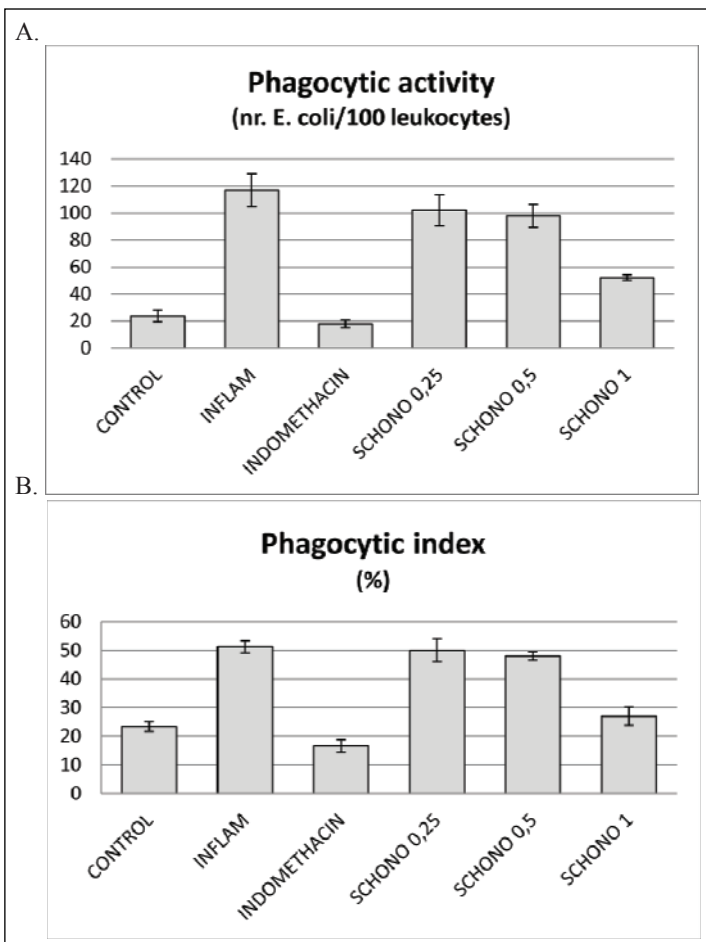 A.
Phagocytic activity
(nr. E. coli/100 leukocytes)
140
120
100
80
60
40
20
0
CONTROL
INFLAM
INDOMETHACIN
SCHONO 0,25
SCHONO 0,5
SCHONO 1
B.
Phagocytic index
(%)
60
50
40
30
20
10
0
CONTROL
INFLAM
INDOMETHACIN
SCHONO 0,25
SCHONO 0,5
SCHONO 1